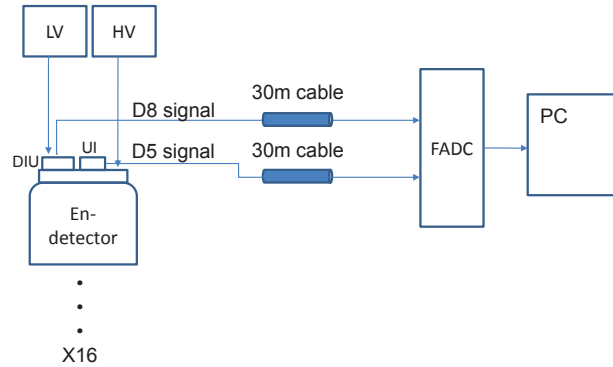 LV
HV
30m cable
D8 signal
PC
UI
D5 signal
30m cable
FADC
DIU
En-
detector
X16